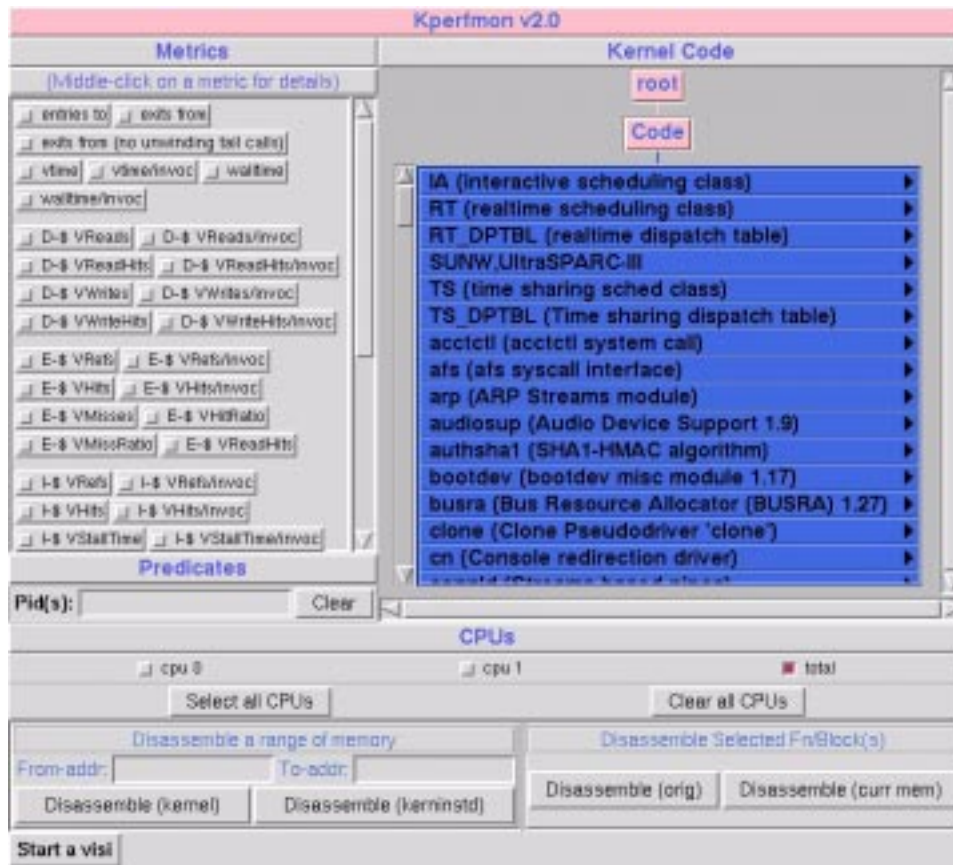 Kperfmon v2.0
Metrics
(Middle-click on a metric for details)
entries to exits from
exits from (no unwinding tail calls)
vtime vtime/invoc walltime
walltime/invoc
D-$ VReads D-$ VReads/invoc
D-$ VReadHits D-$ VReadHits/invoc
D-$ VWrites D-$ VWrites/invoc
D-$ VWriteHits D-$ VWriteHits/invoc
E-$ VRefs E-$ VRefs/invoc
E-$ VHits E-$ VHits/invoc
E-$ VMisses E-$ VHitRatio
E-$ VMissRatio E-$ VReadHits
I-$ VRefs I-$ VRefs/invoc
I-$ VHits I-$ VHits/invoc
I-$ VStallTime I-$ VStallTime/invoc
Predicates
Pid(s): Clear
Kernel Code
root
Code
IA (interactive scheduling class)
RT (realtime scheduling class)
RT_DPTBL (realtime dispatch table)
SUNW,UltraSPARC-III
TS (time sharing sched class)
TS_DPTBL (Time sharing dispatch table)
acctctl (acctctl system call)
afs (afs syscall interface)
arp (ARP Streams module)
audiosup (Audio Device Support 1.9)
authsha1 (SHA1-HMAC algorithm)
bootdev (bootdev misc module 1.17)
busra (Bus Resource Allocator (BUSRA) 1.27)
clone (Clone Pseudodriver 'clone')
cn (Console redirection driver)
CPUs
cpu 0 cpu 1 total
Select all CPUs Clear all CPUs
Disassemble a range of memory
From-addr: To-addr:
Disassemble (kernel) Disassemble (kerninstd)
Disassemble Selected Fn/Block(s)
Disassemble (orig) Disassemble (curr mem)
Start a visi